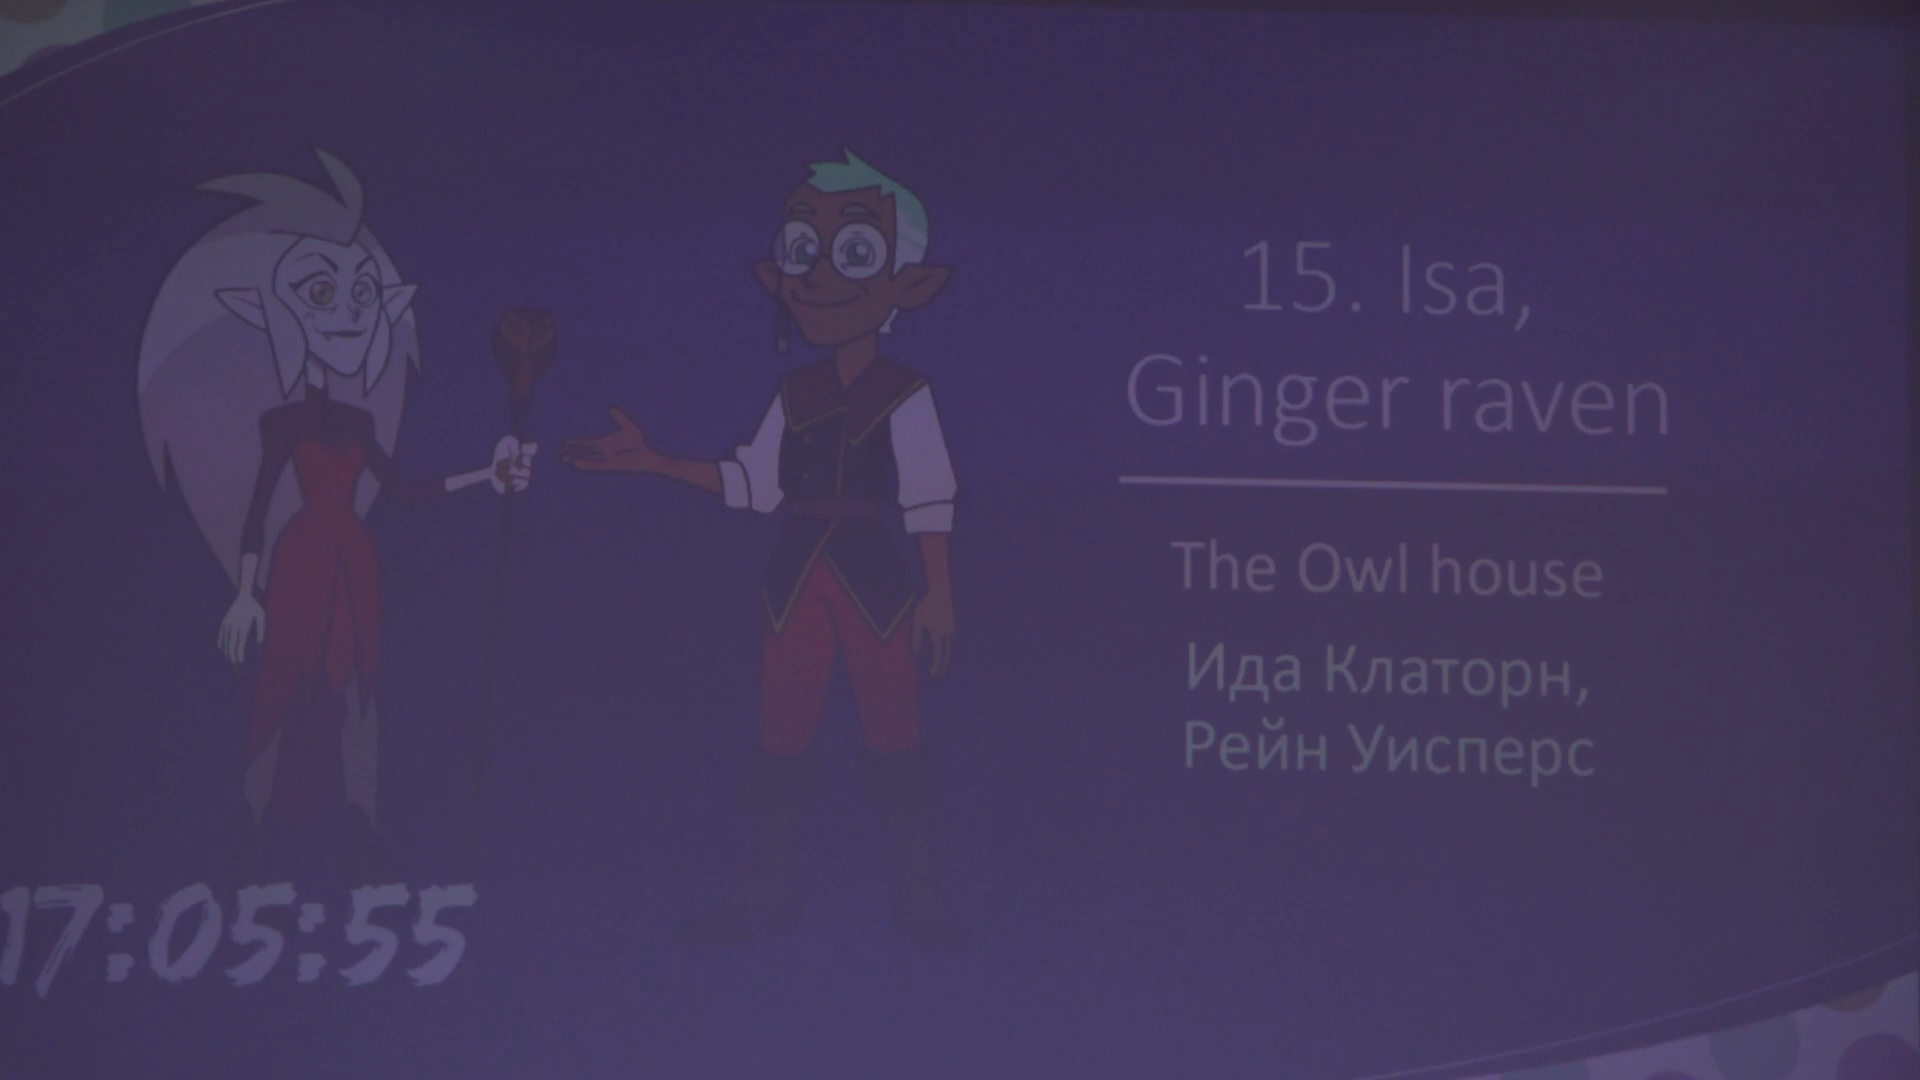 15. Isa,
Ginger raven
The Owl house
Ида Клаторн,
Рейн Уисперс
17:05:55